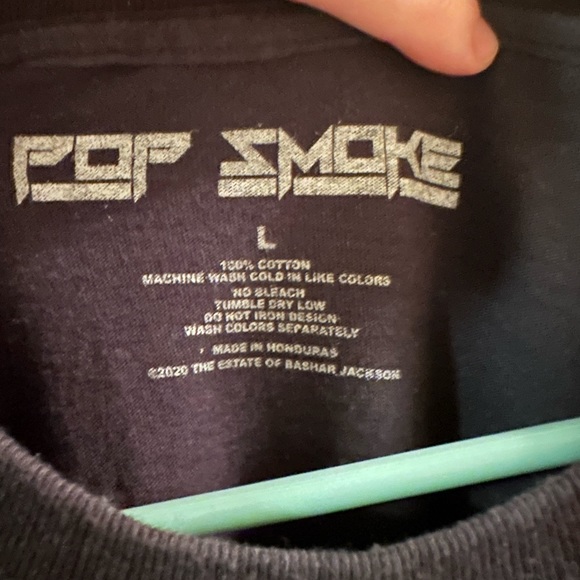 POP SMOKE
L
100% COTTON
MACHINE WASH COLD IN LIKE COLORS
NO BLEACH
TUMBLE DRY LOW
DO NOT IRON DESIGN
WASH COLORS SEPARATELY
MADE IN HONDURAS
©2020 THE ESTATE OF BASHAR JACKSON